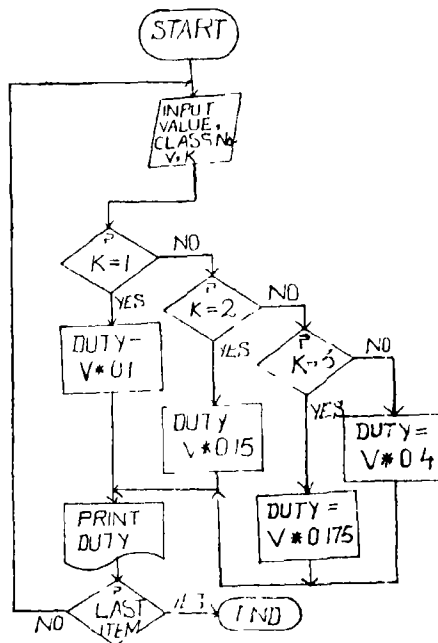 START
INPUT
VALUE,
CLASS No
V, K
?
K=1
NO
YES
?
K=2
NO
YES
?
K=3
NO
YES
DUTY=
V*01
DUTY
V*015
DUTY=
V*0175
DUTY=
V*04
PRINT
DUTY
?
LAST
ITEM
NO
END